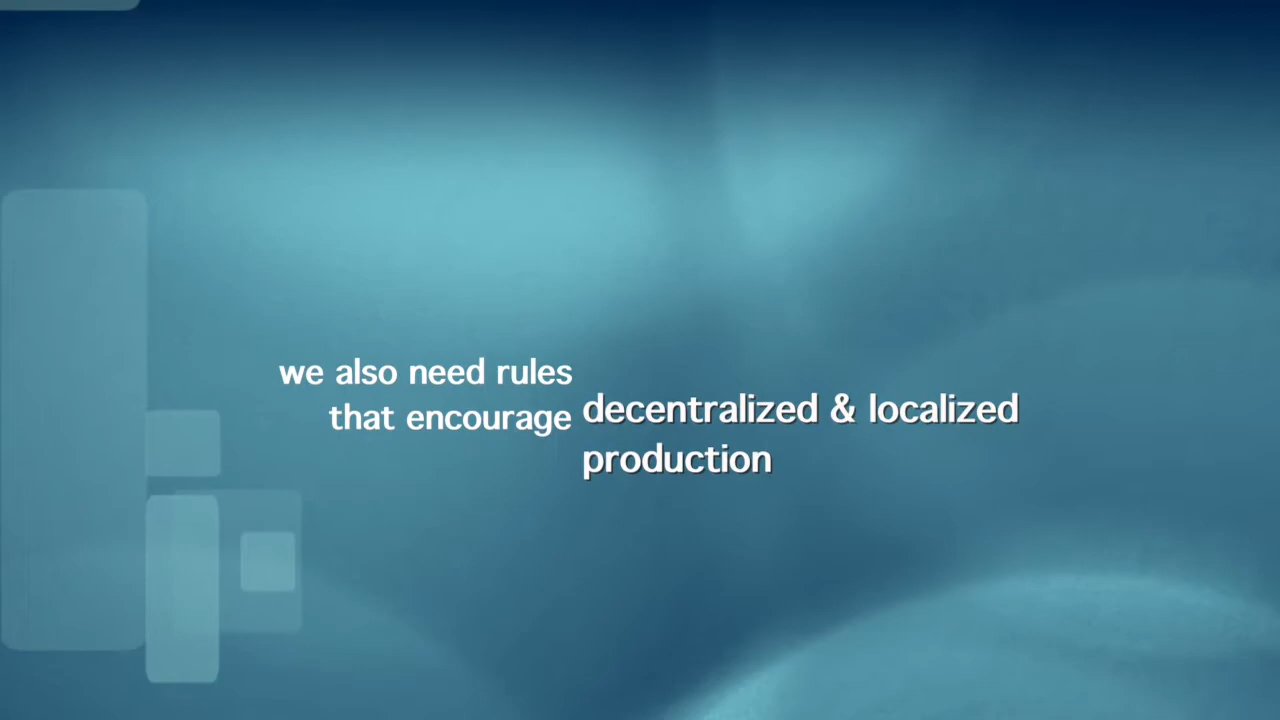 we also need rules
that encourage
decentralized & localized
production